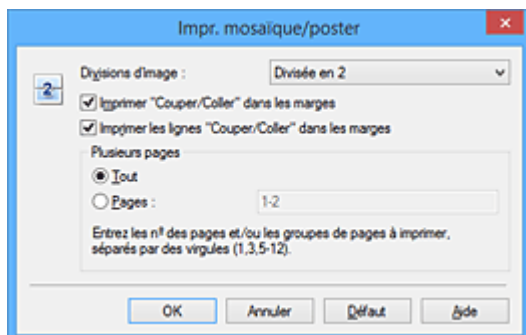 Impr. mosaïque/poster
x
Divisions d'image : Divisée en 2
2
Imprimer "Couper/Coller" dans les marges
Imprimer les lignes "Couper/Coller" dans les marges
Plusieurs pages
Tout
Pages : 1-2
Entrez les nº des pages et/ou les groupes de pages à imprimer,
séparés par des virgules (1,3,5-12).
OK Annuler Défaut Aide